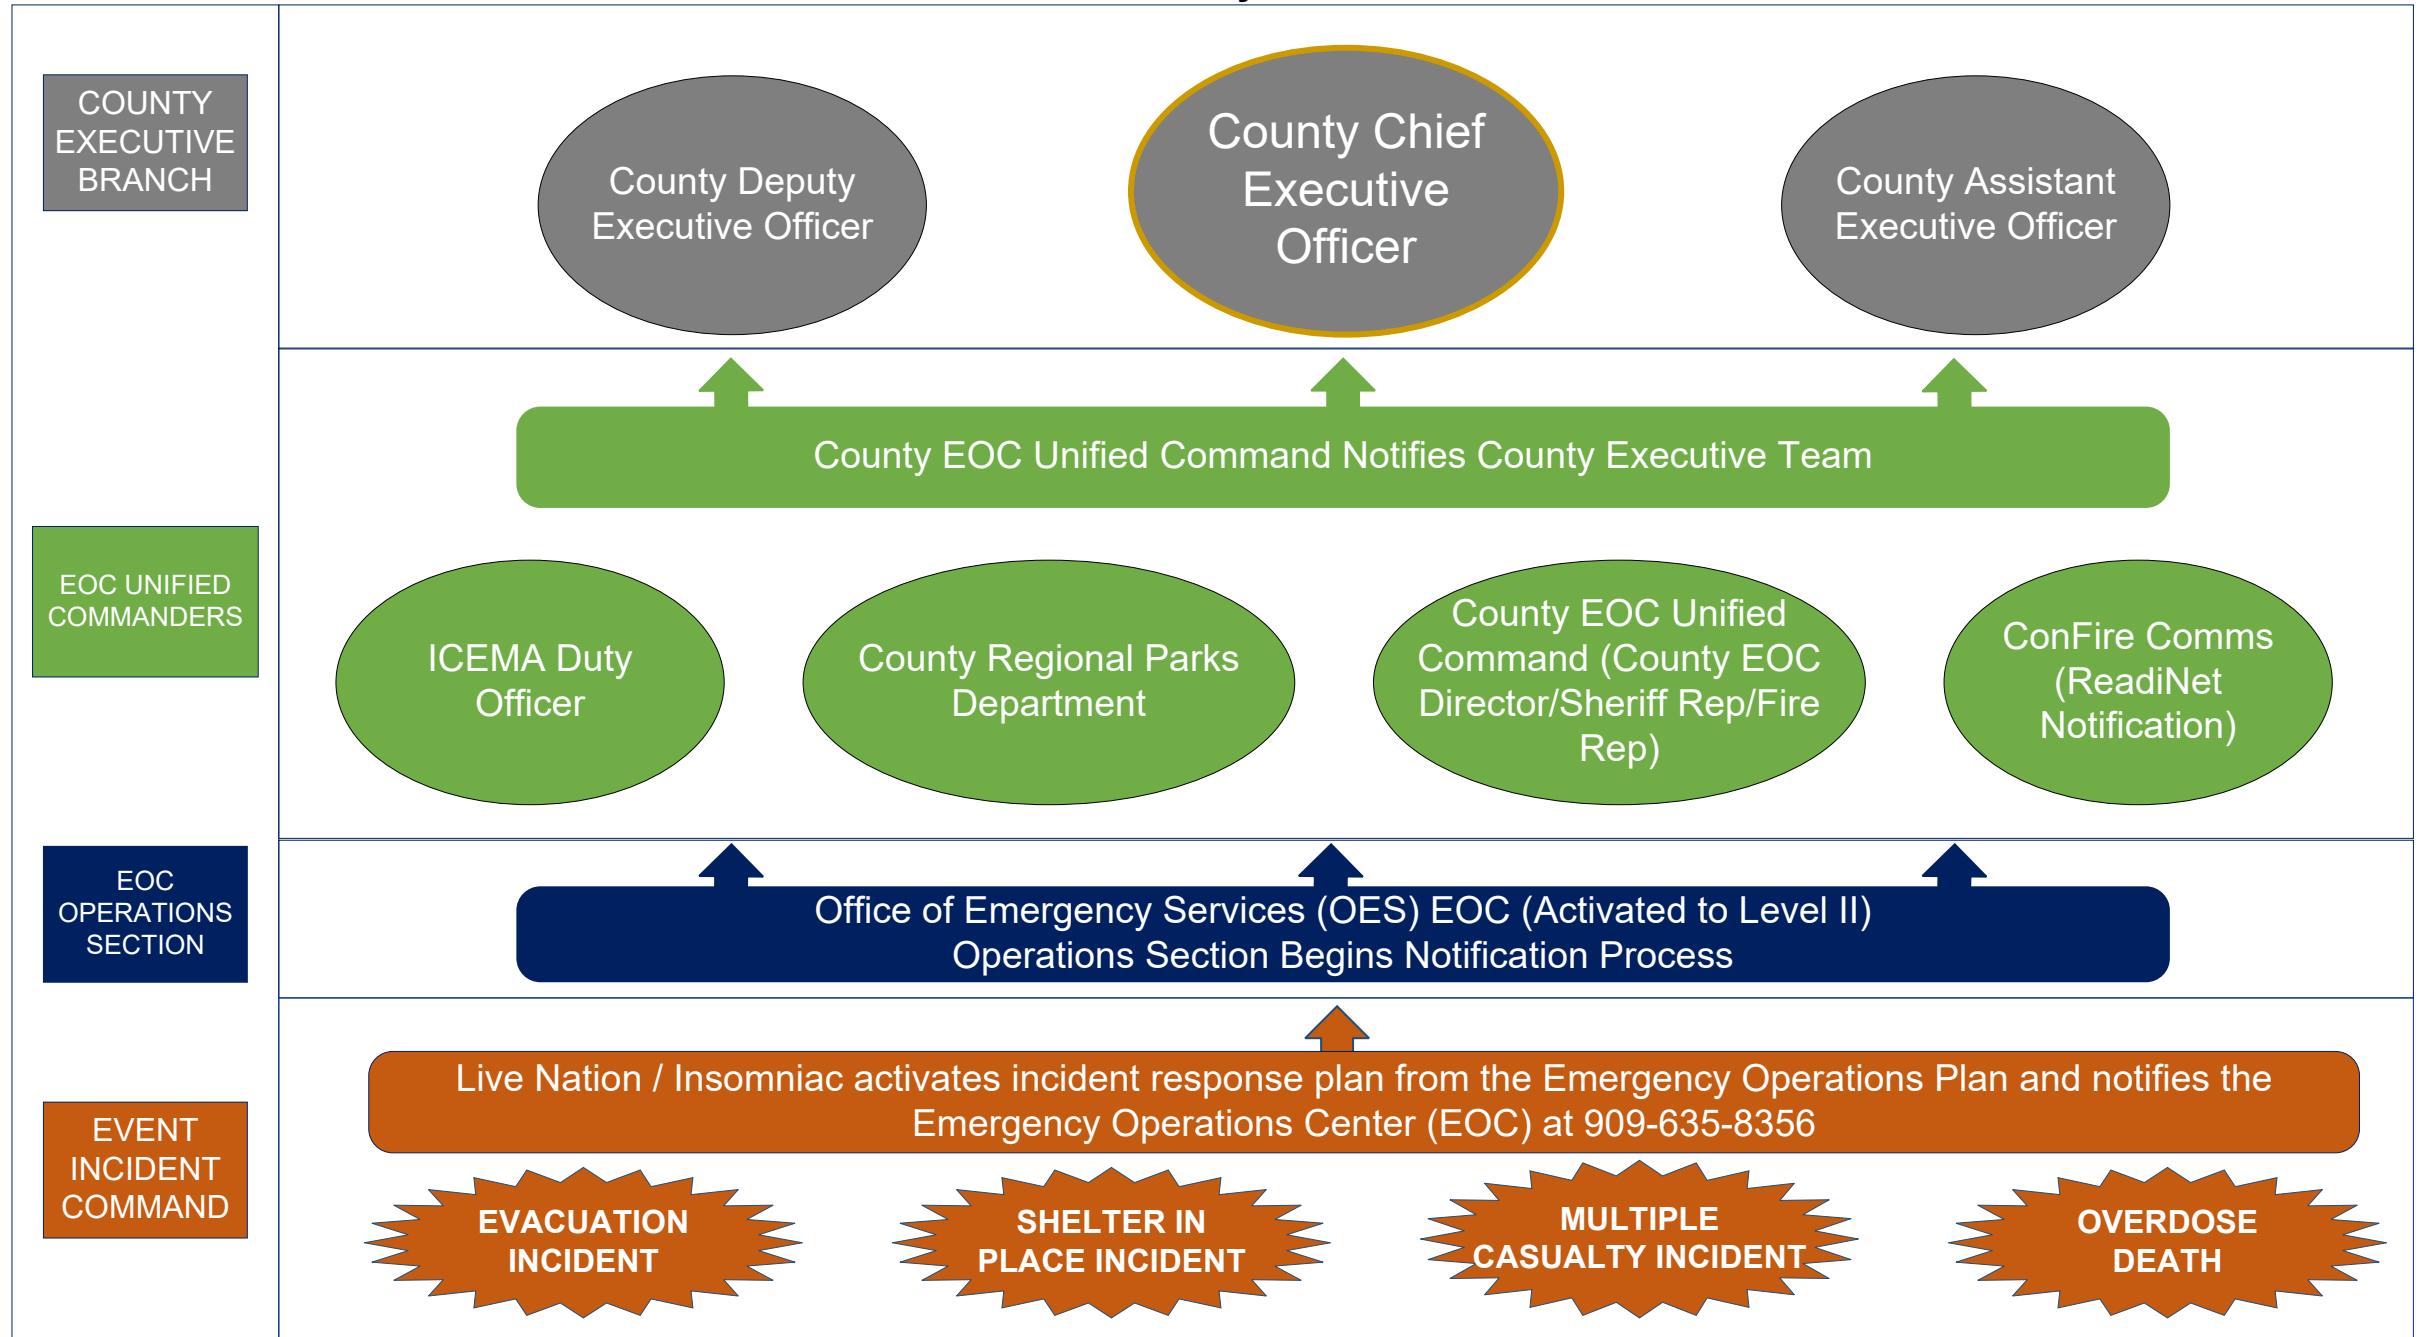 COUNTY
EXECUTIVE
BRANCH
County Deputy
Executive Officer
County Chief
Executive
Officer
County Assistant
Executive Officer
County EOC Unified Command Notifies County Executive Team
EOC UNIFIED
COMMANDERS
ICEMA Duty
Officer
County Regional Parks
Department
County EOC Unified
Command (County EOC
Director/Sheriff Rep/Fire
Rep)
ConFire Comms
(ReadiNet
Notification)
EOC
OPERATIONS
SECTION
Office of Emergency Services (OES) EOC (Activated to Level II)
Operations Section Begins Notification Process
EVENT
INCIDENT
COMMAND
Live Nation / Insomniac activates incident response plan from the Emergency Operations Plan and notifies the
Emergency Operations Center (EOC) at 909-635-8356
EVACUATION
INCIDENT
SHELTER IN
PLACE INCIDENT
MULTIPLE
CASUALTY INCIDENT
OVERDOSE
DEATH